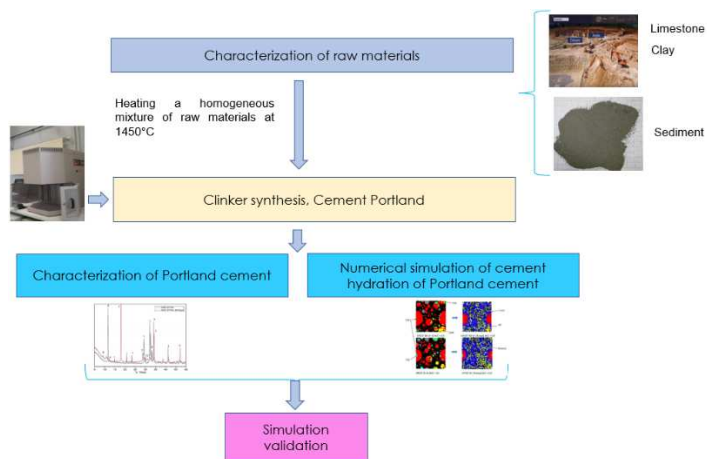 Characterization of raw materials
Limestone
Clay
Heating a homogeneous
mixture of raw materials at
1450°C
Sediment
Clinker synthesis, Cement Portland
Characterization of Portland cement
Numerical simulation of cement
hydration of Portland cement
Simulation
validation